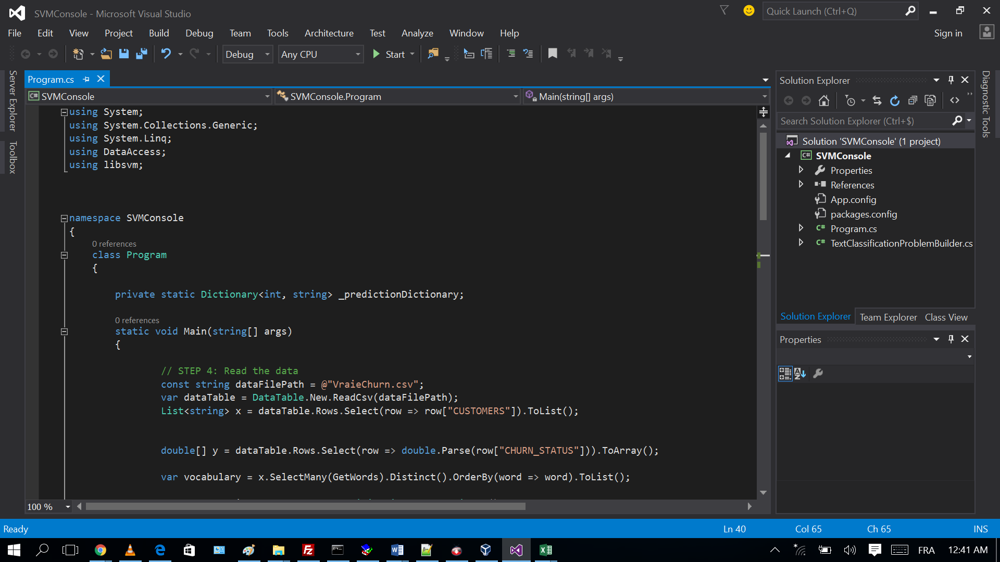 SVMConsole - Microsoft Visual Studio
Quick Launch (Ctrl+Q)
File Edit View Project Build Debug Team Tools Architecture Test Analyze Window Help
Sign in
Debug Any CPU Start
Server Explorer
Toolbox
Program.cs
SVMConsole SVMConsole.Program Main(string[] args)
using System;
using System.Collections.Generic;
using System.Linq;
using DataAccess;
using libsvm;
namespace SVMConsole
{
0 references
class Program
{
private static Dictionary<int, string> _predictionDictionary;
0 references
static void Main(string[] args)
{
// STEP 4: Read the data
const string dataFilePath = @"VraieChurn.csv";
var dataTable = DataTable.New.ReadCsv(dataFilePath);
List<string> x = dataTable.Rows.Select(row => row["CUSTOMERS"]).ToList();
double[] y = dataTable.Rows.Select(row => double.Parse(row["CHURN_STATUS"])).ToArray();
var vocabulary = x.SelectMany(GetWords).Distinct().OrderBy(word => word).ToList();
100 %
Solution Explorer
Search Solution Explorer (Ctrl+$)
Solution 'SVMConsole' (1 project)
C# SVMConsole
Properties
References
App.config
packages.config
C# Program.cs
C# TextClassificationProblemBuilder.cs
Solution Explorer Team Explorer Class View
Properties
Diagnostic Tools
Ready
Ln 40 Col 65 Ch 65 INS
FRA 12:41 AM